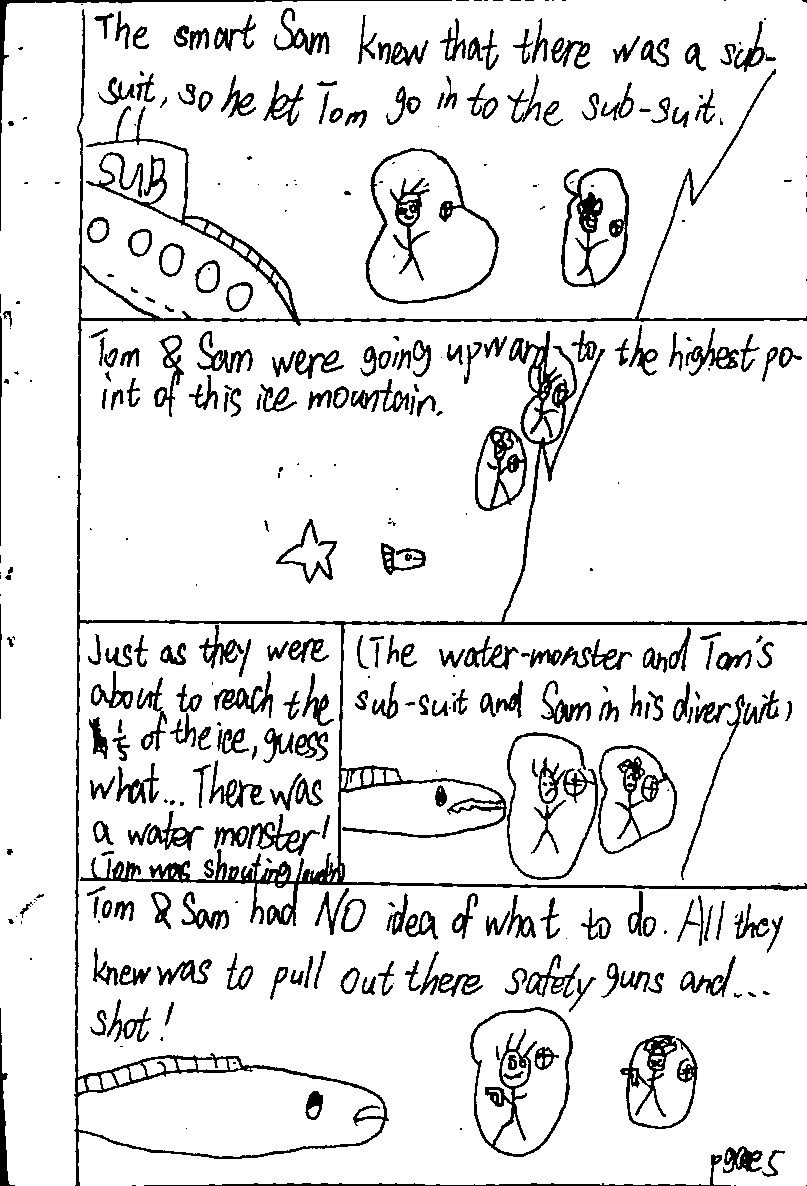 The smart Sam knew that there was a sub-
suit, so he let Tom go in to the sub-suit.
SUB
Tom & Sam were going upward to the highest po-
int of this ice mountain.
Just as they were
about to reach the
1/5 of the ice, guess
what... There was
a water monster!
(Tom was shouting loudly)
(The water-monster and Tom's
sub-suit and Sam in his diver suit)
Tom & Sam had NO idea of what to do. All they
knew was to pull out there safety guns and...
shot!
pgae 5